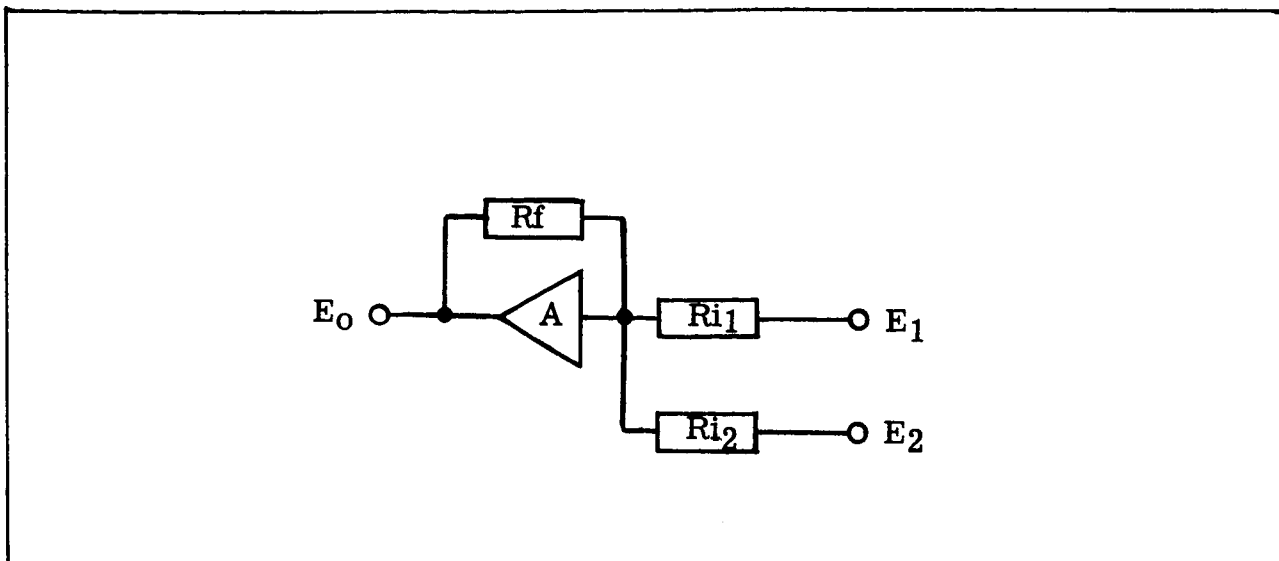 Rf
E₀ A Ri₁ E₁
Ri₂ E₂